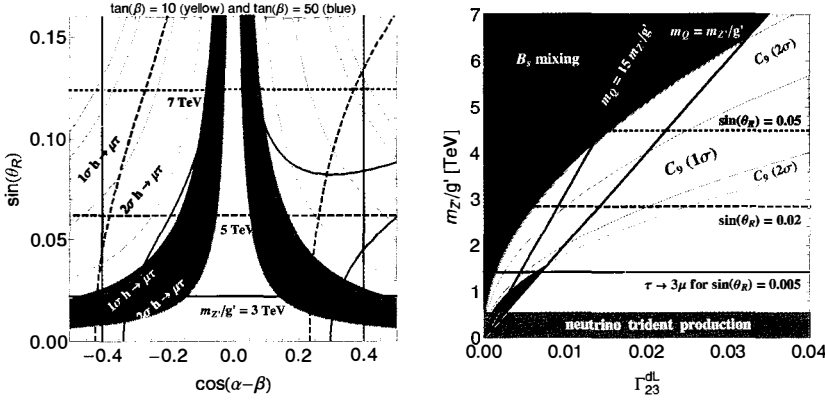 tan(β) = 10 (yellow) and tan(β) = 50 (blue)
0.15
0.10
0.05
0.00
sin(θR)
7 TeV
5 TeV
mZ'/g' = 3 TeV
1σ h→μτ
2σ h→μτ
1σ h→μτ
2σ h→μτ
-0.4
-0.2
0.0
0.2
0.4
cos(α−β)
7
6
5
4
3
2
1
0
mZ'/g' [TeV]
Bs mixing
mQ = 15 mZ'/g'
mQ = mZ'/g'
C9 (2σ)
sin(θR) = 0.05
C9 (1σ)
C9 (2σ)
sin(θR) = 0.02
τ → 3μ for sin(θR) = 0.005
neutrino trident production
0.00
0.01
0.02
0.03
0.04
Γ23dL